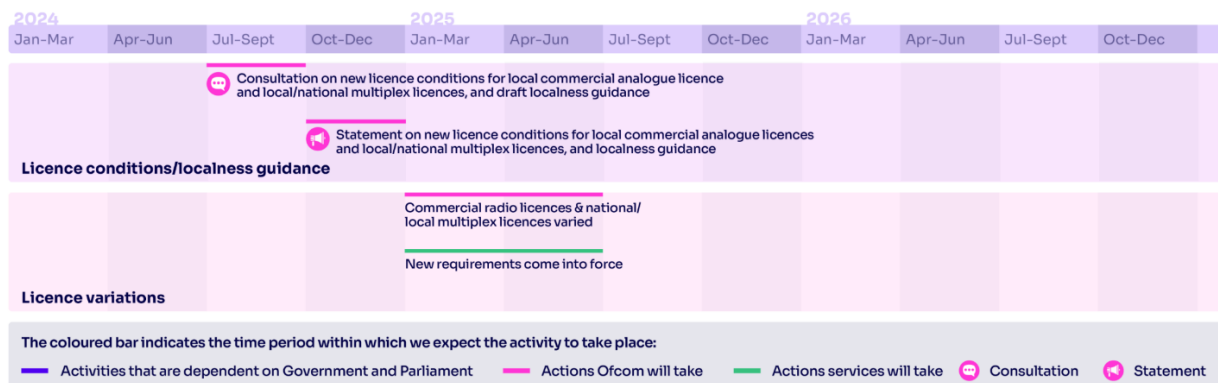 2024 2025 2026
Jan-Mar Apr-Jun Jul-Sept Oct-Dec Jan-Mar Apr-Jun Jul-Sept Oct-Dec Jan-Mar Apr-Jun Jul-Sept Oct-Dec
Consultation on new licence conditions for local commercial analogue licence
and local/national multiplex licences, and draft localness guidance
Statement on new licence conditions for local commercial analogue licences
and local/national multiplex licences, and localness guidance
Licence conditions/localness guidance
Commercial radio licences & national/
local multiplex licences varied
New requirements come into force
Licence variations
The coloured bar indicates the time period within which we expect the activity to take place:
Activities that are dependent on Government and Parliament Actions Ofcom will take Actions services will take Consultation Statement